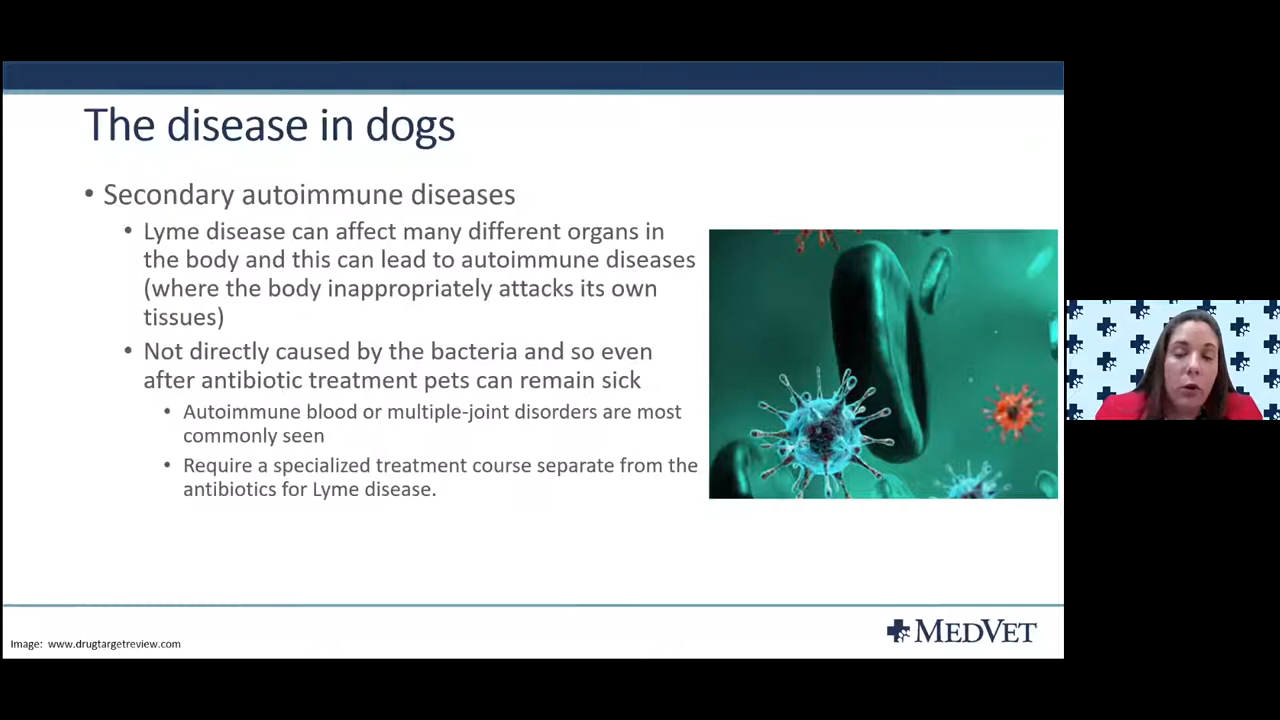 The disease in dogs
• Secondary autoimmune diseases
• Lyme disease can affect many different organs in
the body and this can lead to autoimmune diseases
(where the body inappropriately attacks its own
tissues)
• Not directly caused by the bacteria and so even
after antibiotic treatment pets can remain sick
• Autoimmune blood or multiple-joint disorders are most
commonly seen
• Require a specialized treatment course separate from the
antibiotics for Lyme disease.
Image: www.drugtargetreview.com
MEDVET